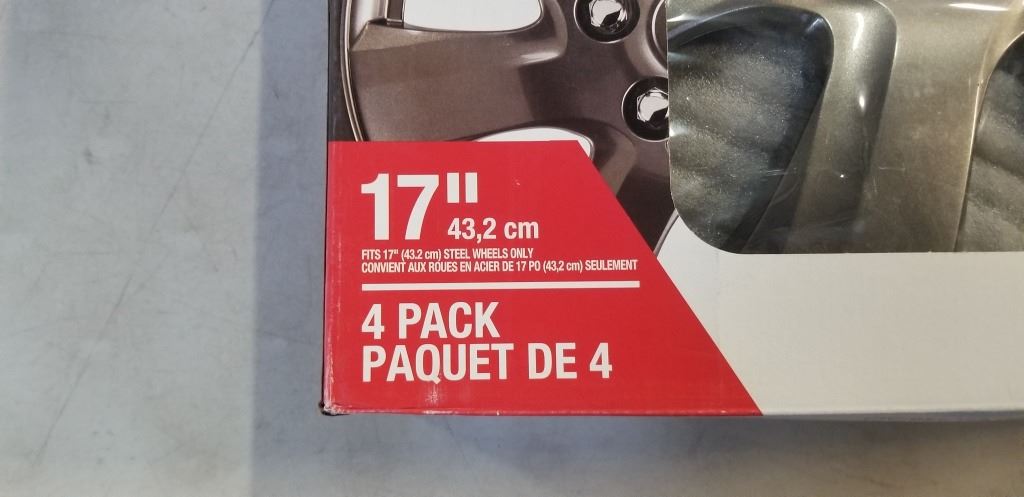 17"
43,2 cm
FITS 17" (43.2 cm) STEEL WHEELS ONLY
CONVIENT AUX ROUES EN ACIER DE 17 PO (43,2 cm) SEULEMENT
4 PACK
PAQUET DE 4